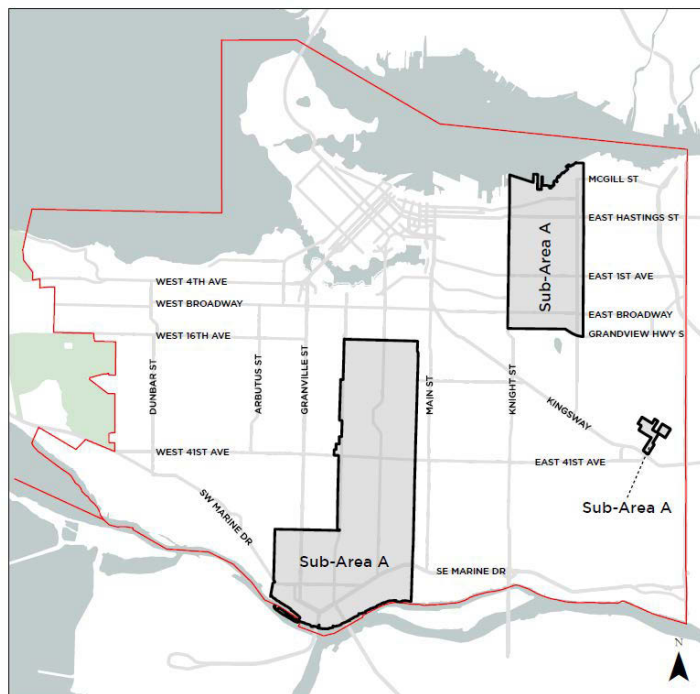 MCGILL ST
EAST HASTINGS ST
Sub-Area A
EAST 1ST AVE
WEST 4TH AVE
WEST BROADWAY
EAST BROADWAY
WEST 16TH AVE
GRANDVIEW HWY S
DUNBAR ST
ARBUTUS ST
GRANVILLE ST
MAIN ST
KNIGHT ST
KINGSWAY
WEST 41ST AVE
EAST 41ST AVE
SW MARINE DR
Sub-Area A
Sub-Area A
SE MARINE DR
N